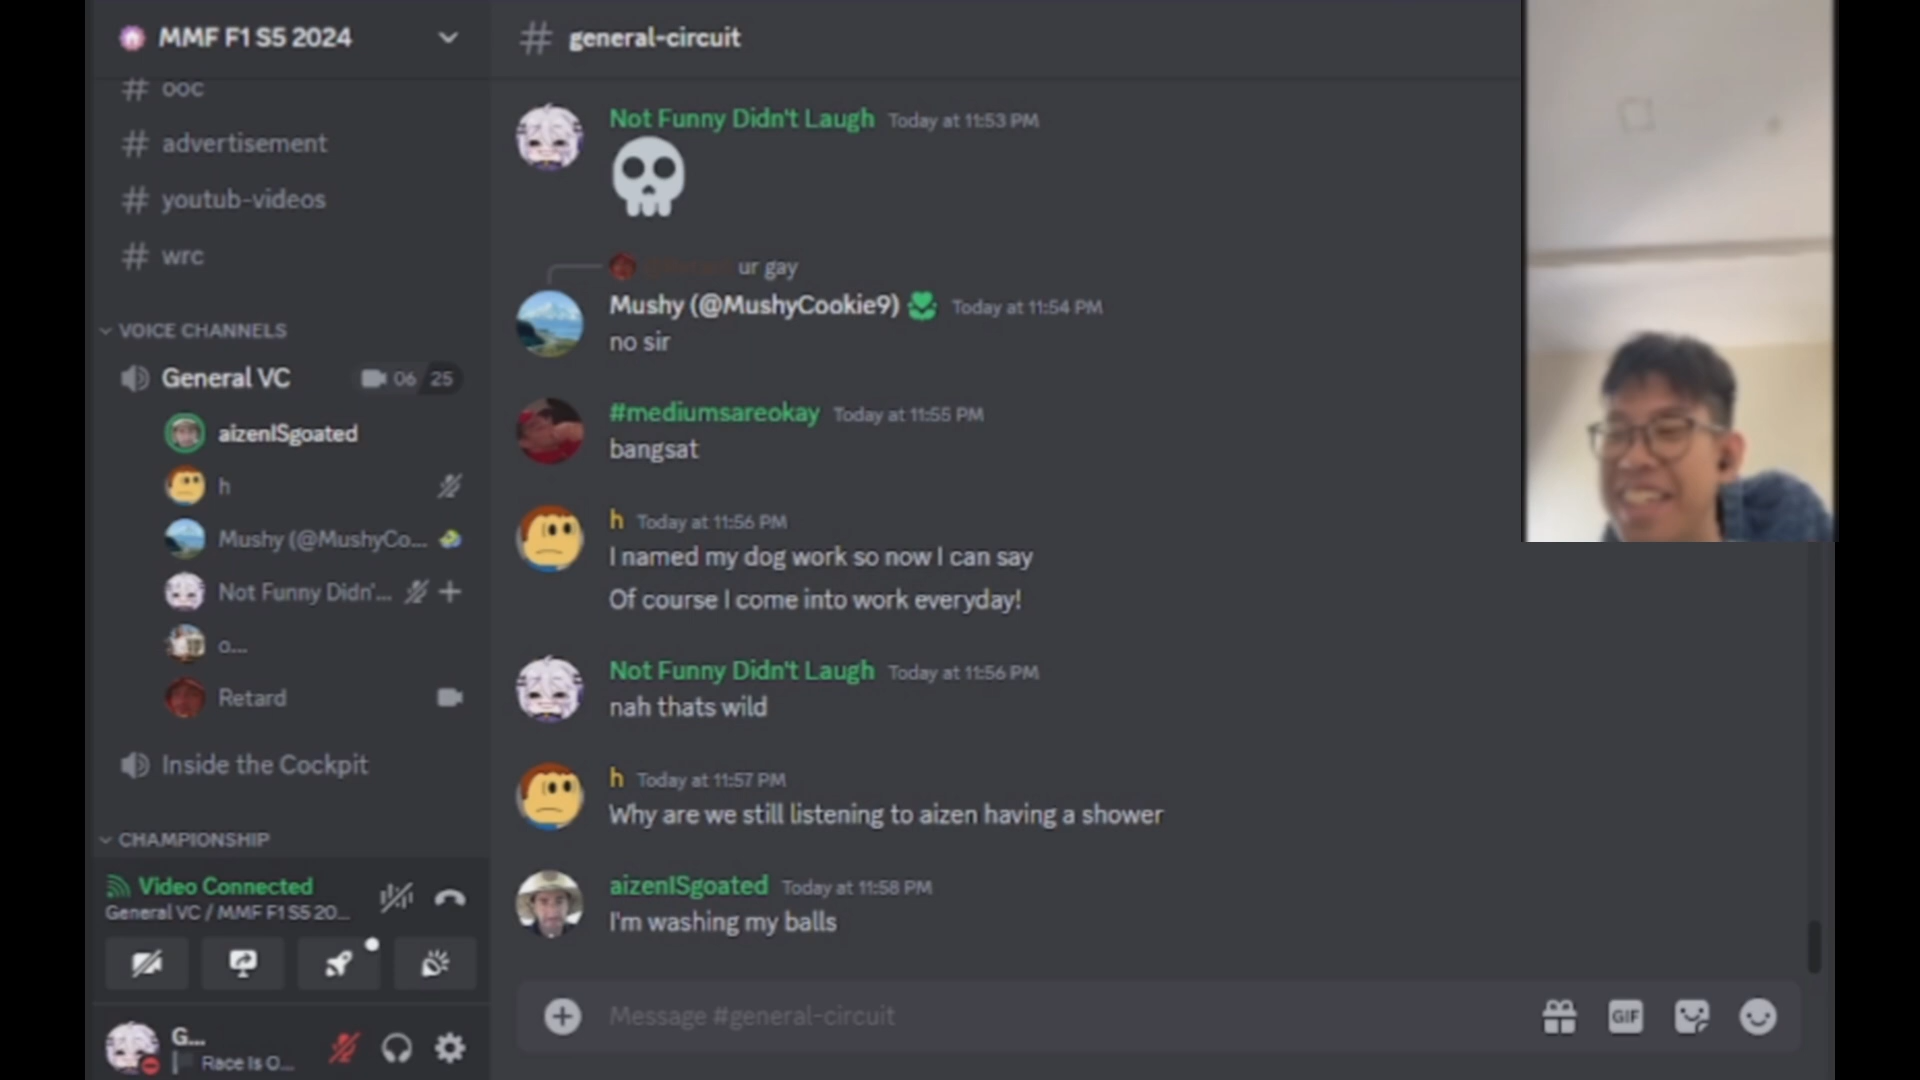 MMF F1 S5 2024
ooc
advertisement
youtub-videos
wrc
VOICE CHANNELS
General VC 06 25
aizenISgoated
h
Mushy (@MushyCo...
Not Funny Didn'...
o...
Retard
Inside the Cockpit
CHAMPIONSHIP
Video Connected
General VC / MMF F1 S5 20...
G...
Race Is O...
# general-circuit
Not Funny Didn't Laugh Today at 11:53 PM
ur gay
Mushy (@MushyCookie9) Today at 11:54 PM
no sir
#mediumsareokay Today at 11:55 PM
bangsat
h Today at 11:56 PM
I named my dog work so now I can say
Of course I come into work everyday!
Not Funny Didn't Laugh Today at 11:56 PM
nah thats wild
h Today at 11:57 PM
Why are we still listening to aizen having a shower
aizenISgoated Today at 11:58 PM
I'm washing my balls
Message #general-circuit
GIF